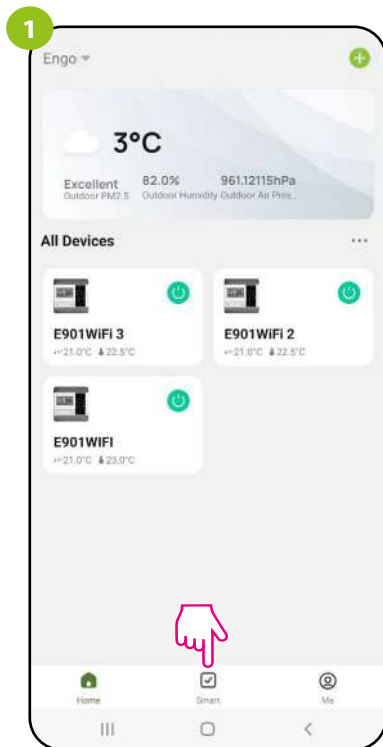 1
Engo
3°C
Excellent 82.0% 961.12115hPa
Outdoor PM2.5 Outdoor Humidity Outdoor Air Pres...
All Devices
E901WiFi 3 E901WiFi 2
21.0°C 22.5°C 21.0°C 22.5°C
E901WIFI
21.0°C 23.0°C
Home Smart Me